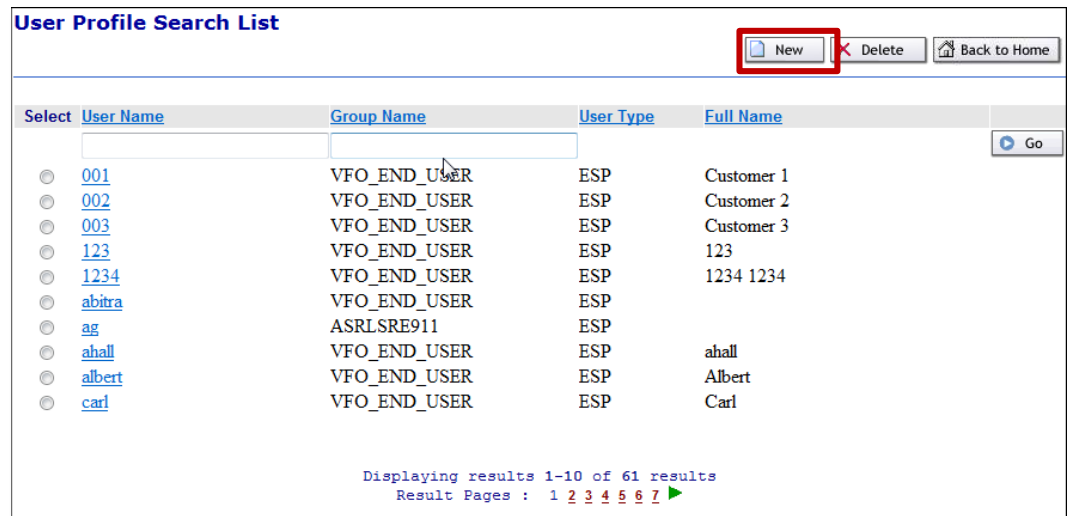 User Profile Search List
New Delete Back to Home
Select User Name Group Name User Type Full Name
Go
001 VFO_END_USER ESP Customer 1
002 VFO_END_USER ESP Customer 2
003 VFO_END_USER ESP Customer 3
123 VFO_END_USER ESP 123
1234 VFO_END_USER ESP 1234 1234
abitra VFO_END_USER ESP
ag ASRLSRE911 ESP
ahall VFO_END_USER ESP ahall
albert VFO_END_USER ESP Albert
carl VFO_END_USER ESP Carl
Displaying results 1-10 of 61 results
Result Pages : 1 2 3 4 5 6 7